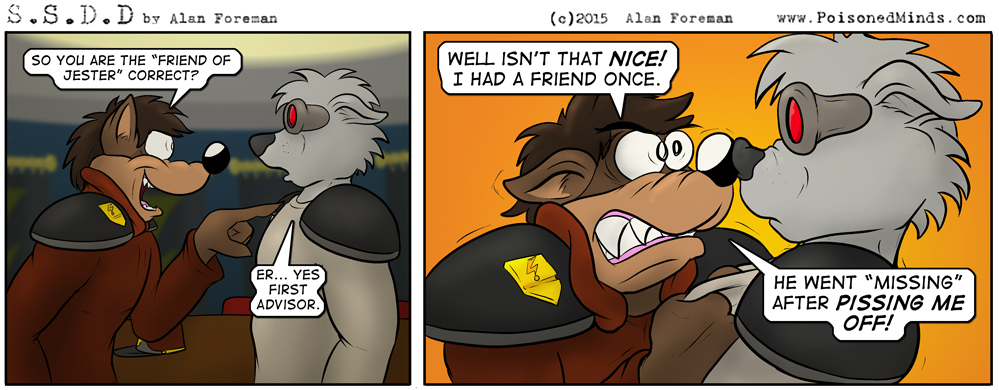 S.S.D.D by Alan Foreman (c)2015 Alan Foreman www.PoisonedMinds.com
SO YOU ARE THE "FRIEND OF
JESTER" CORRECT?
ER... YES
FIRST
ADVISOR.
WELL ISN'T THAT NICE!
I HAD A FRIEND ONCE.
HE WENT "MISSING"
AFTER PISSING ME
OFF!